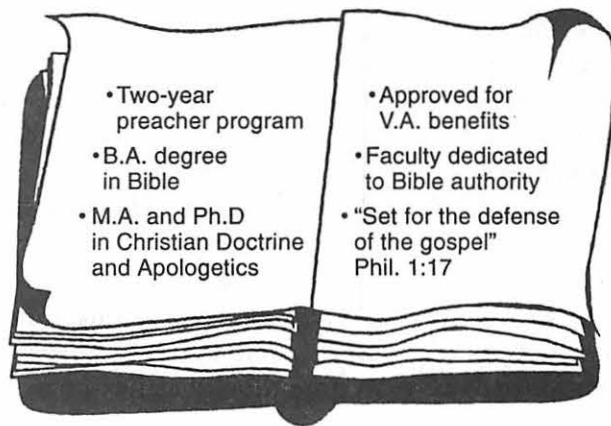 •Two-year
preacher program
•B.A. degree
in Bible
•M.A. and Ph.D
in Christian Doctrine
and Apologetics
•Approved for
V.A. benefits
•Faculty dedicated
to Bible authority
•“Set for the defense
of the gospel”
Phil. 1:17